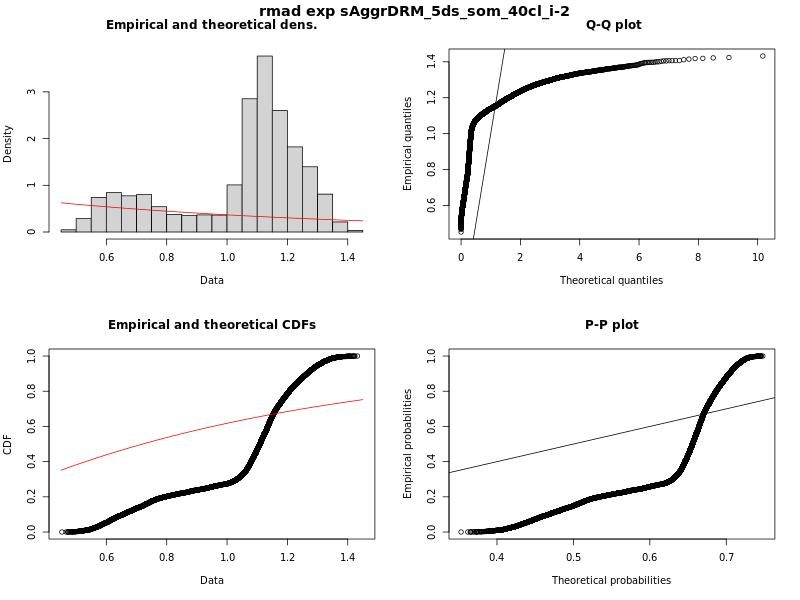 rmad exp sAggrDRM_5ds_som_40cl_i-2
Empirical and theoretical dens.
Density
0 1 2 3
0.6 0.8 1.0 1.2 1.4
Data
Q-Q plot
Empirical quantiles
0.6 0.8 1.0 1.2 1.4
0 2 4 6 8 10
Theoretical quantiles
Empirical and theoretical CDFs
CDF
0.0 0.2 0.4 0.6 0.8 1.0
0.6 0.8 1.0 1.2 1.4
Data
P-P plot
Empirical probabilities
0.0 0.2 0.4 0.6 0.8 1.0
0.4 0.5 0.6 0.7
Theoretical probabilities